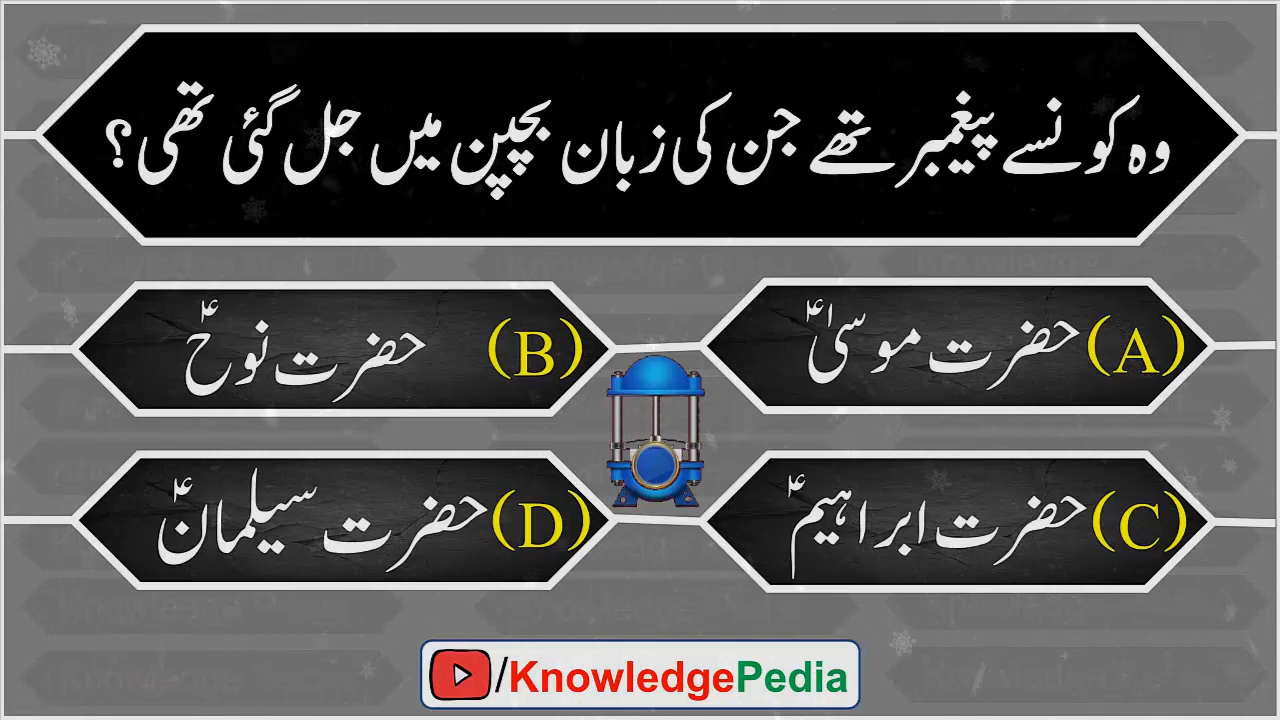 وہ کونسے پیغمبر تھے جن کی زبان بچپن میں جل گئی تھی؟
(A) حضرت موسیٰؑ
(B) حضرت نوحؑ
(C) حضرت ابراہیمؑ
(D) حضرت سیلمانؑ
/KnowledgePedia